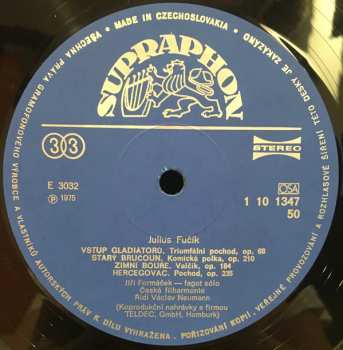 MADE IN CZECHOSLOVAKIA • VŠECHNA PRÁVA GRAMOFONOVÉHO VÝROBCE A VLASTNÍKŮ AUTORSKÝCH PRÁV K DÍLU VYHRAŽENA. POŘIZOVÁNÍ KOPIÍ, VEŘEJNÉ PROVOZOVÁNÍ A ROZHLASOVÉ ŠÍŘENÍ TÉTO DESKY JE ZAKÁZÁNO
SUPRAPHON
33
STEREO
E 3032
OSA
℗ 1975
1 10 1347
50
Julius Fučík
VSTUP GLADIÁTORŮ, Triumfální pochod, op. 68
STARÝ BRUČOUN, Komická polka, op. 210
ZIMNÍ BOUŘE, Valčík, op. 184
HERCEGOVAC, Pochod, op. 235
Jiří Formáček — fagot sólo
Česká filharmonie
Řídí Václav Neumann
(Koprodukční nahrávky s firmou
TELDEC, GmbH, Hamburk)